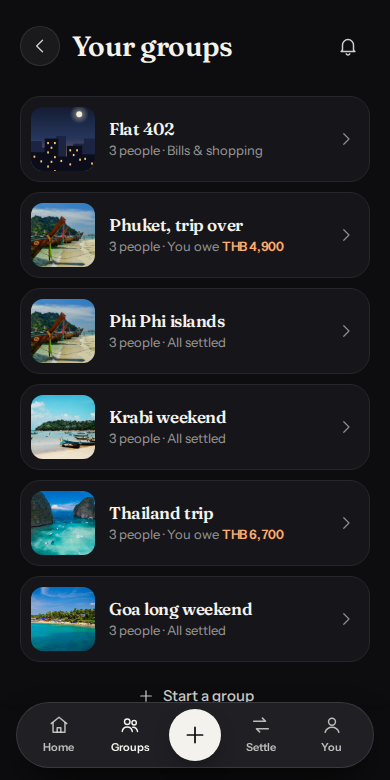 Your groups
Flat 402
3 people · Bills & shopping
Phuket, trip over
3 people · You owe THB 4,900
Phi Phi islands
3 people · All settled
Krabi weekend
3 people · All settled
Thailand trip
3 people · You owe THB 6,700
Goa long weekend
3 people · All settled
+ Start a group
Home Groups + Settle You